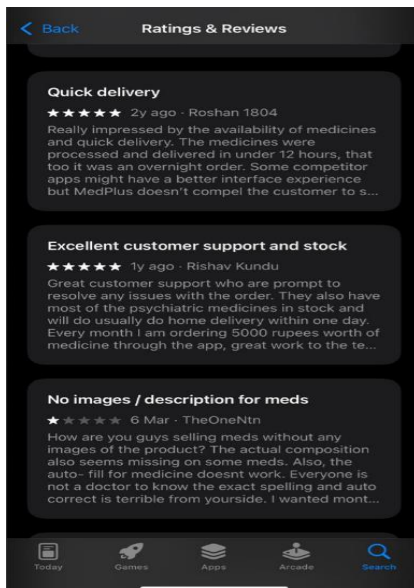 Back
Ratings & Reviews
Quick delivery
★★★★★ 2y ago · Roshan 1804
Really impressed by the availability of medicines
and quick delivery. The medicines were
processed and delivered in under 12 hours, that
too it was an overnight order. Some competitor
apps might have a better interface experience
but MedPlus doesn't compel the customer to s...
Excellent customer support and stock
★★★★★ 1y ago · Rishav Kundu
Great customer support who are prompt to
resolve any issues with the order. They also have
most of the psychiatric medicines in stock and
will do usually do home delivery within one day.
Every month I am ordering 5000 rupees worth of
medicine through the app, great work to the te...
No images / description for meds
★★★★★ 6 Mar · TheOneNtn
How are you guys selling meds without any
images of the product? The actual composition
also seems missing on some meds. Also, the
auto- fill for medicine doesnt work. Everyone is
not a doctor to know the exact spelling and auto
correct is terrible from yourside. I wanted mont...
Today
Games
Apps
Arcade
Search